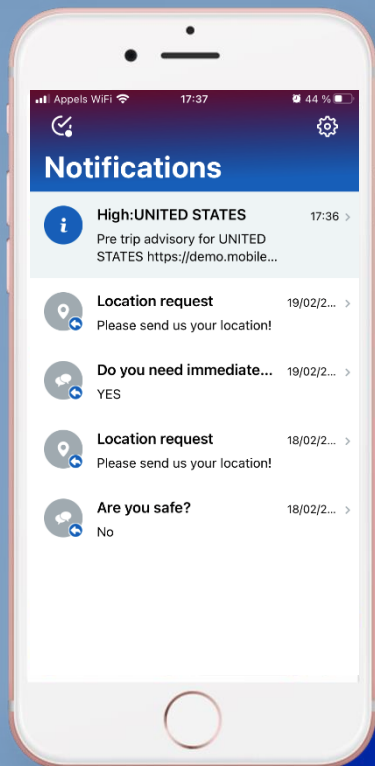 Appels WiFi 17:37 44 %
Notifications
High:UNITED STATES 17:36
Pre trip advisory for UNITED
STATES https://demo.mobile...
Location request 19/02/2...
Please send us your location!
Do you need immediate... 19/02/2...
YES
Location request 18/02/2...
Please send us your location!
Are you safe? 18/02/2...
No